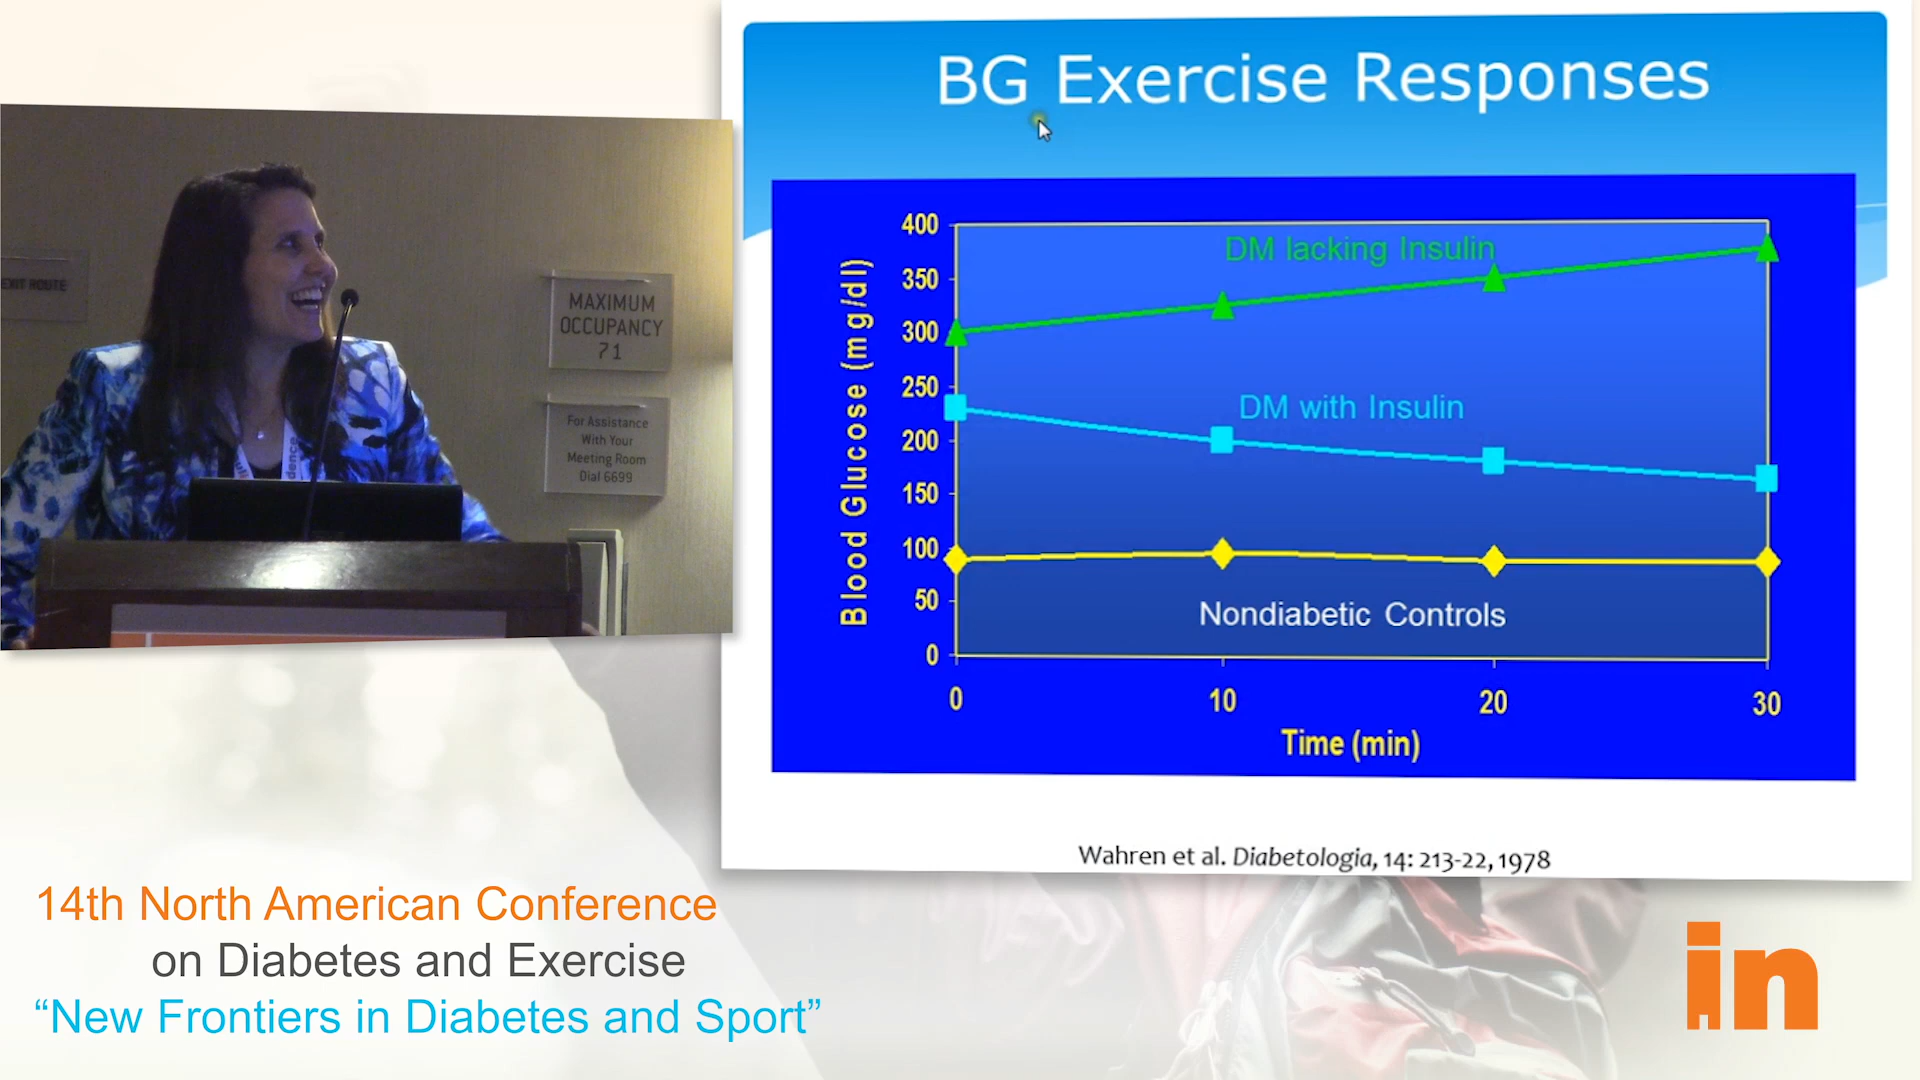 BG Exercise Responses
EXIT ROUTE
MAXIMUM
OCCUPANCY
71
For Assistance
With Your
Meeting Room
Dial 6699
Blood Glucose (mg/dl)
400
350
300
250
200
150
100
50
0
DM lacking Insulin
DM with Insulin
Nondiabetic Controls
0 10 20 30
Time (min)
Wahren et al. Diabetologia, 14: 213-22, 1978
14th North American Conference
on Diabetes and Exercise
“New Frontiers in Diabetes and Sport”
in